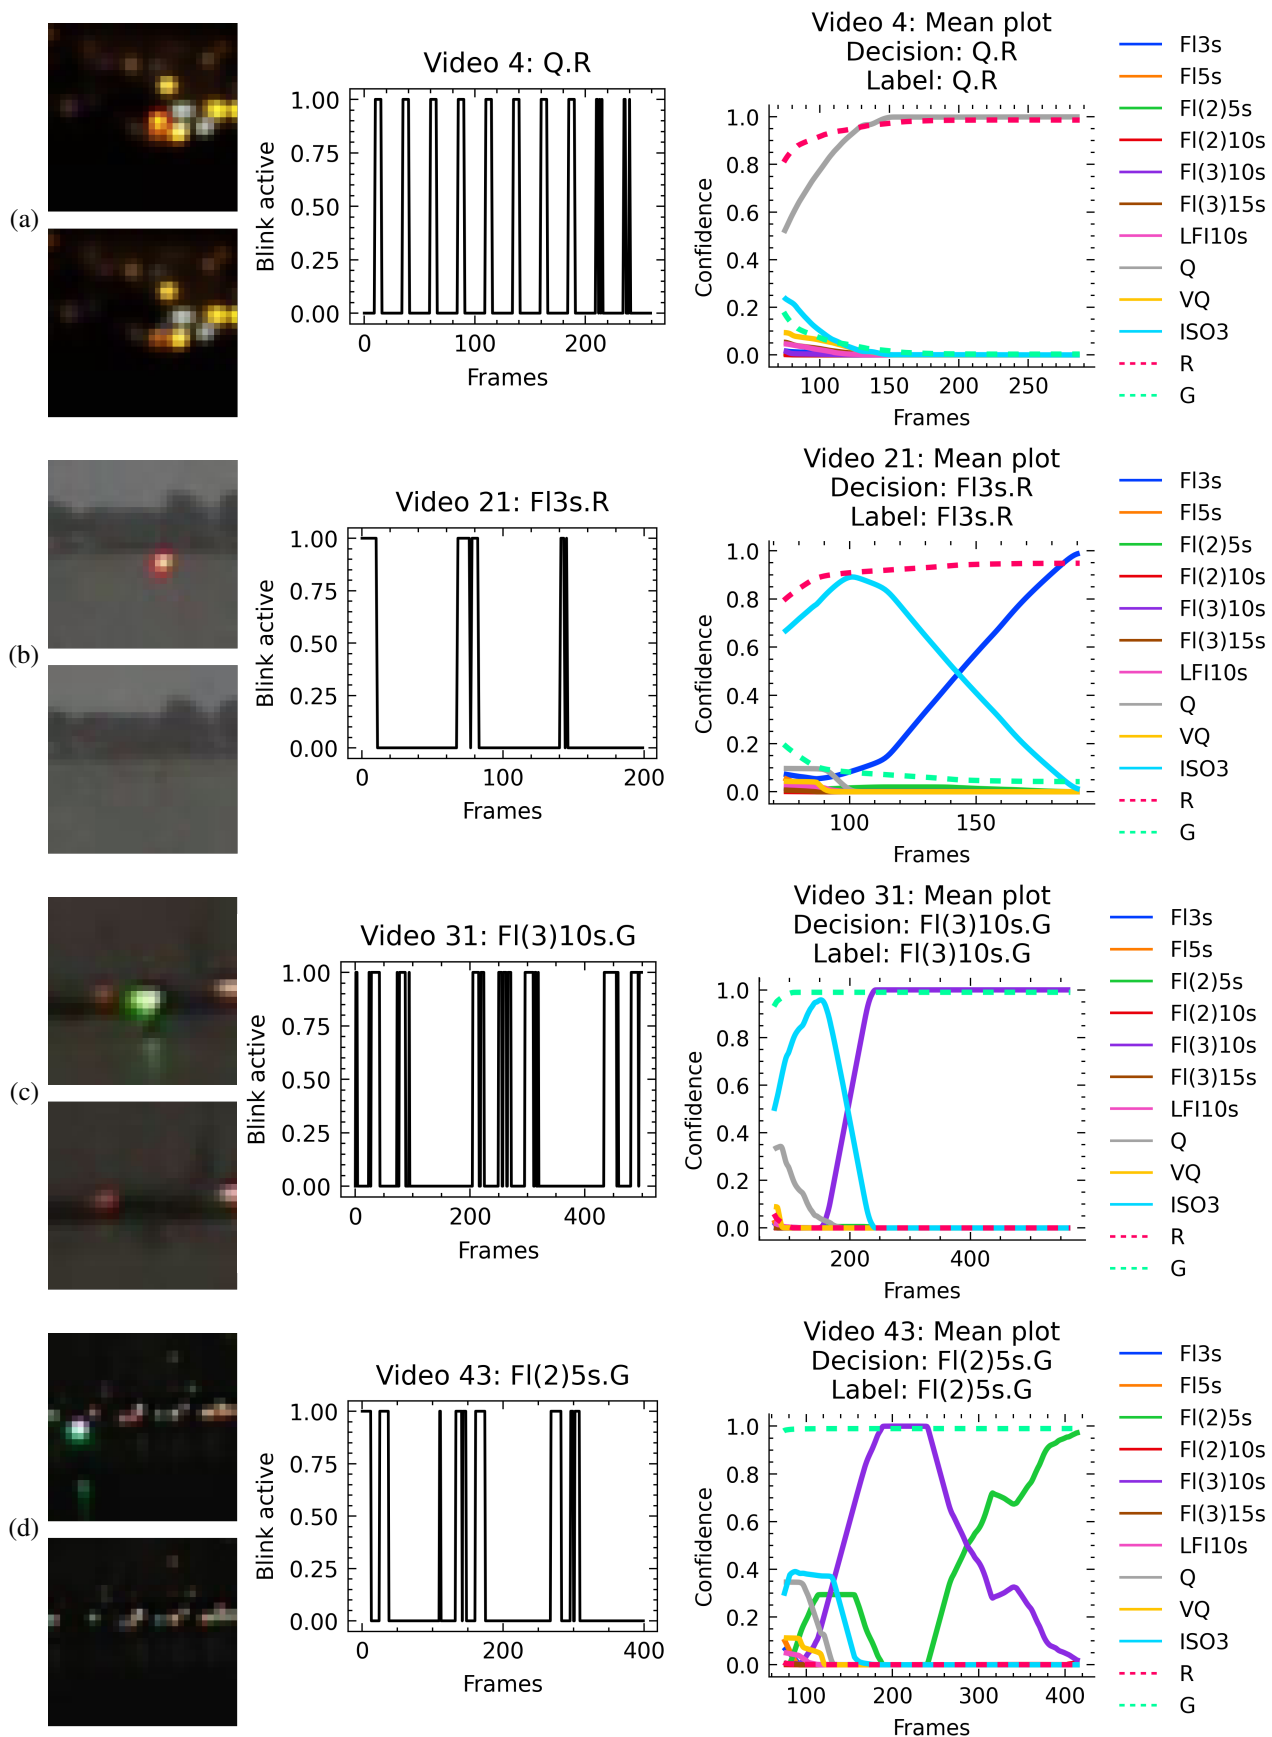 (a)
Video 4: Q.R
1.00
0.75
0.50
0.25
0.00
Blink active
0 100 200
Frames
Video 4: Mean plot
Decision: Q.R
Label: Q.R
1.0
0.8
0.6
0.4
0.2
0.0
Confidence
100 150 200 250
Frames
Fl3s
Fl5s
Fl(2)5s
Fl(2)10s
Fl(3)10s
Fl(3)15s
LFl10s
Q
VQ
ISO3
R
G
(b)
Video 21: Fl3s.R
1.00
0.75
0.50
0.25
0.00
Blink active
0 100 200
Frames
Video 21: Mean plot
Decision: Fl3s.R
Label: Fl3s.R
1.0
0.8
0.6
0.4
0.2
0.0
Confidence
100 150
Frames
Fl3s
Fl5s
Fl(2)5s
Fl(2)10s
Fl(3)10s
Fl(3)15s
LFl10s
Q
VQ
ISO3
R
G
(c)
Video 31: Fl(3)10s.G
1.00
0.75
0.50
0.25
0.00
Blink active
0 200 400
Frames
Video 31: Mean plot
Decision: Fl(3)10s.G
Label: Fl(3)10s.G
1.0
0.8
0.6
0.4
0.2
0.0
Confidence
200 400
Frames
Fl3s
Fl5s
Fl(2)5s
Fl(2)10s
Fl(3)10s
Fl(3)15s
LFl10s
Q
VQ
ISO3
R
G
(d)
Video 43: Fl(2)5s.G
1.00
0.75
0.50
0.25
0.00
Blink active
0 200 400
Frames
Video 43: Mean plot
Decision: Fl(2)5s.G
Label: Fl(2)5s.G
1.0
0.8
0.6
0.4
0.2
0.0
Confidence
100 200 300 400
Frames
Fl3s
Fl5s
Fl(2)5s
Fl(2)10s
Fl(3)10s
Fl(3)15s
LFl10s
Q
VQ
ISO3
R
G